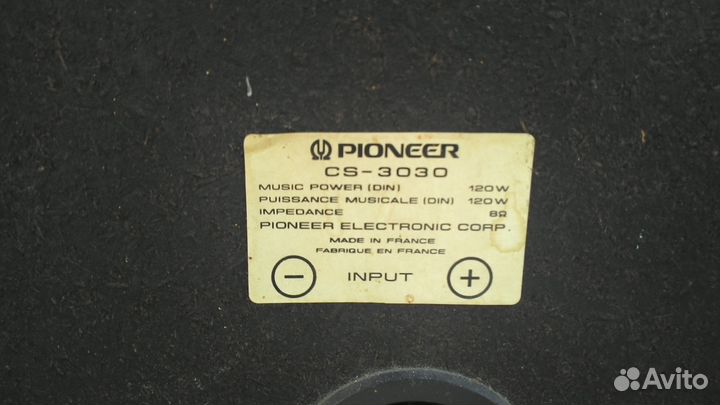 PIONEER
CS-3030
MUSIC POWER (DIN) 120W
PUISSANCE MUSICALE (DIN) 120W
IMPEDANCE 8Ω
PIONEER ELECTRONIC CORP.
MADE IN FRANCE
FABRIQUE EN FRANCE
− INPUT +
Avito